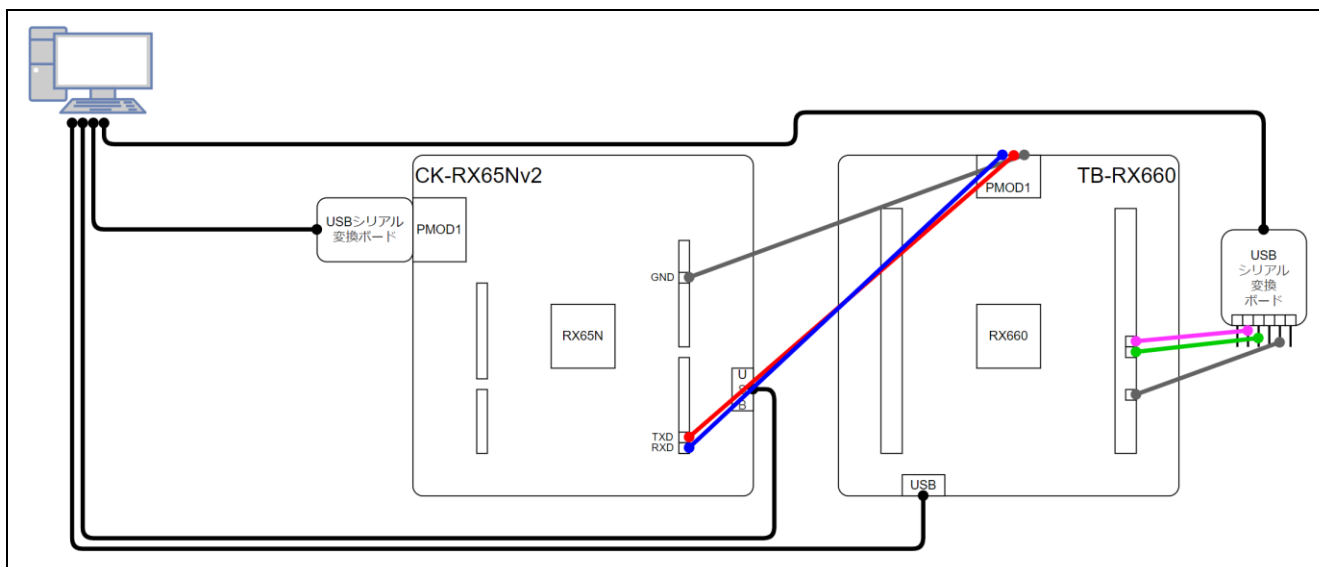 CK-RX65Nv2
USBシリアル
変換ボード
PMOD1
GND
RX65N
U
S
B
TXD
RXD
PMOD1
TB-RX660
RX660
USB
USB
シリアル
変換
ボード